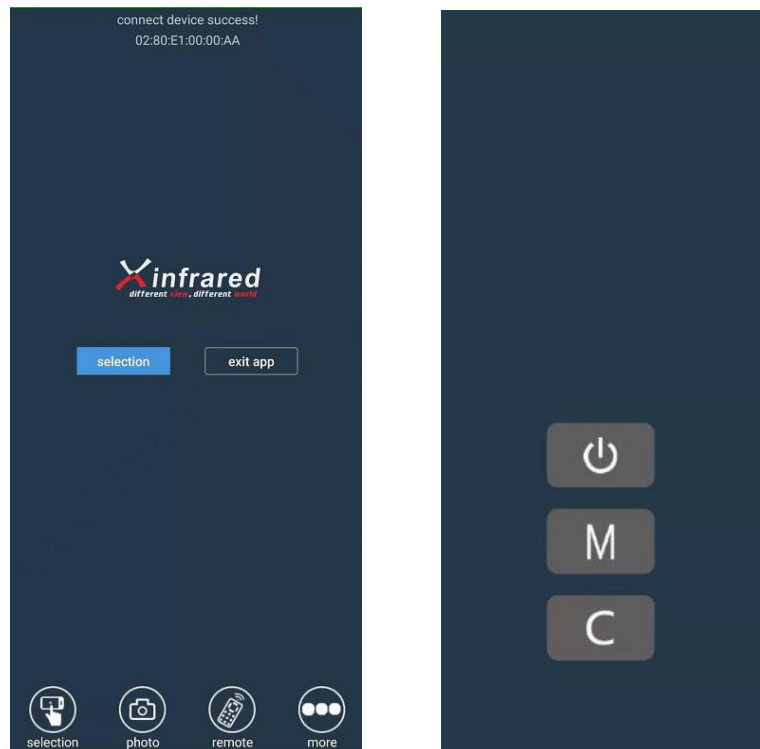 connect device success!
02:80:E1:00:00:AA
Xinfrared
different view, different world
selection
exit app
selection
photo
remote
more
M
C